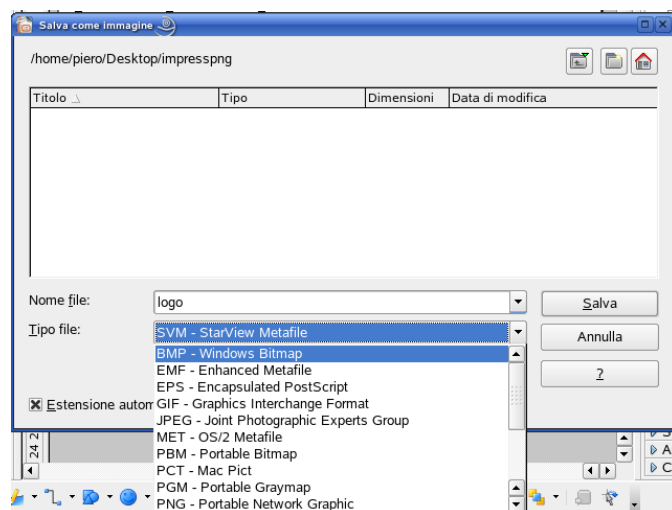 Salva come immagine
/home/piero/Desktop/impresspng
Titolo Tipo Dimensioni Data di modifica
Nome file: logo Salva
Tipo file: SVM - StarView Metafile Annulla
BMP - Windows Bitmap
EMF - Enhanced Metafile ?
EPS - Encapsulated PostScript
Estensione autom GIF - Graphics Interchange Format
JPEG - Joint Photographic Experts Group
MET - OS/2 Metafile
PBM - Portable Bitmap
PCT - Mac Pict
PGM - Portable Graymap
PNG - Portable Network Graphic
24
A
C